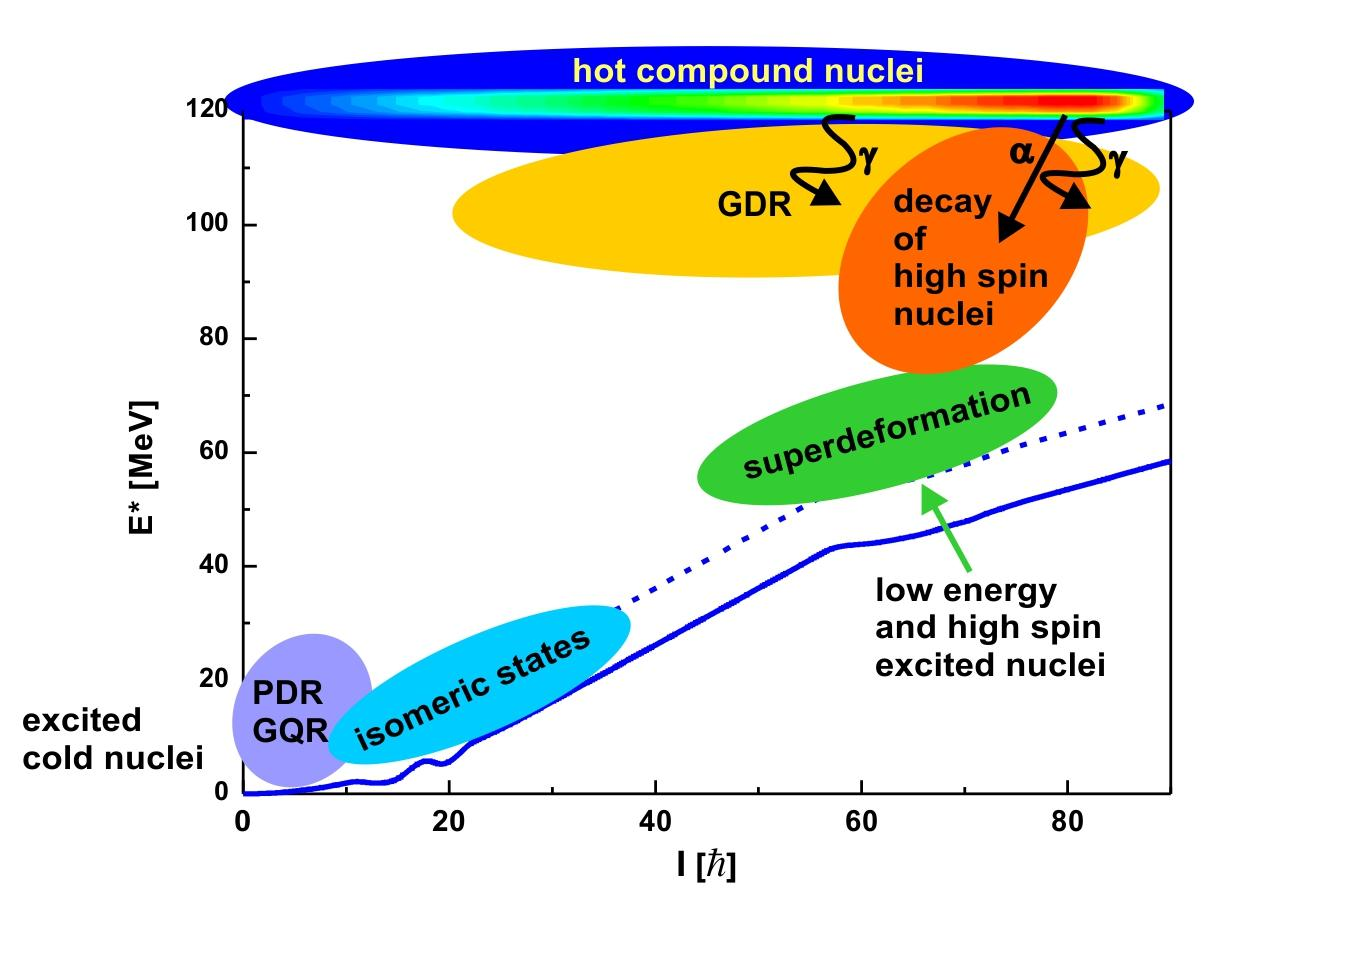 hot compound nuclei
120
γ
α
γ
GDR
decay
of
high spin
nuclei
100
80
superdeformation
60
E* [MeV]
40
low energy
and high spin
excited nuclei
isomeric states
20
PDR
GQR
excited
cold nuclei
0
0 20 40 60 80
I [ħ]